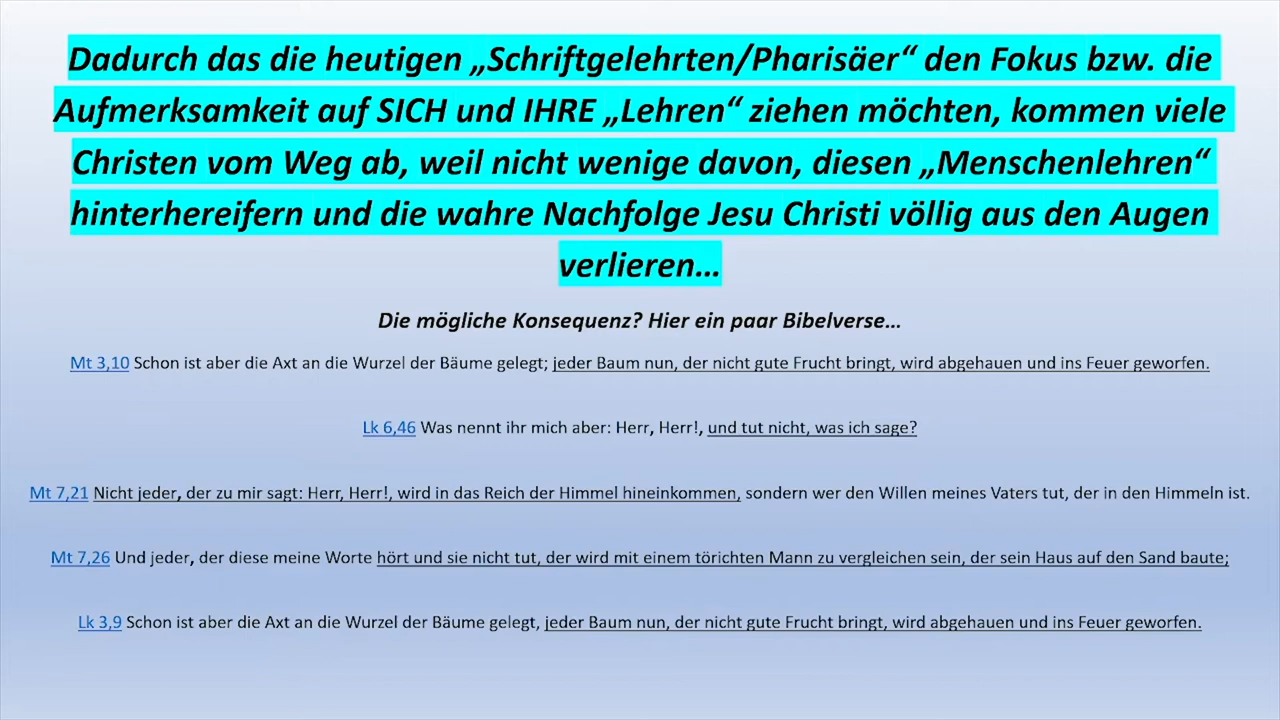 Dadurch das die heutigen „Schriftgelehrten/Pharisäer“ den Fokus bzw. die
Aufmerksamkeit auf SICH und IHRE „Lehren“ ziehen möchten, kommen viele
Christen vom Weg ab, weil nicht wenige davon, diesen „Menschenlehren“
hinterhereifern und die wahre Nachfolge Jesu Christi völlig aus den Augen
verlieren…
Die mögliche Konsequenz? Hier ein paar Bibelverse…
Mt 3,10 Schon ist aber die Axt an die Wurzel der Bäume gelegt; jeder Baum nun, der nicht gute Frucht bringt, wird abgehauen und ins Feuer geworfen.
Lk 6,46 Was nennt ihr mich aber: Herr, Herr!, und tut nicht, was ich sage?
Mt 7,21 Nicht jeder, der zu mir sagt: Herr, Herr!, wird in das Reich der Himmel hineinkommen, sondern wer den Willen meines Vaters tut, der in den Himmeln ist.
Mt 7,26 Und jeder, der diese meine Worte hört und sie nicht tut, der wird mit einem törichten Mann zu vergleichen sein, der sein Haus auf den Sand baute;
Lk 3,9 Schon ist aber die Axt an die Wurzel der Bäume gelegt, jeder Baum nun, der nicht gute Frucht bringt, wird abgehauen und ins Feuer geworfen.